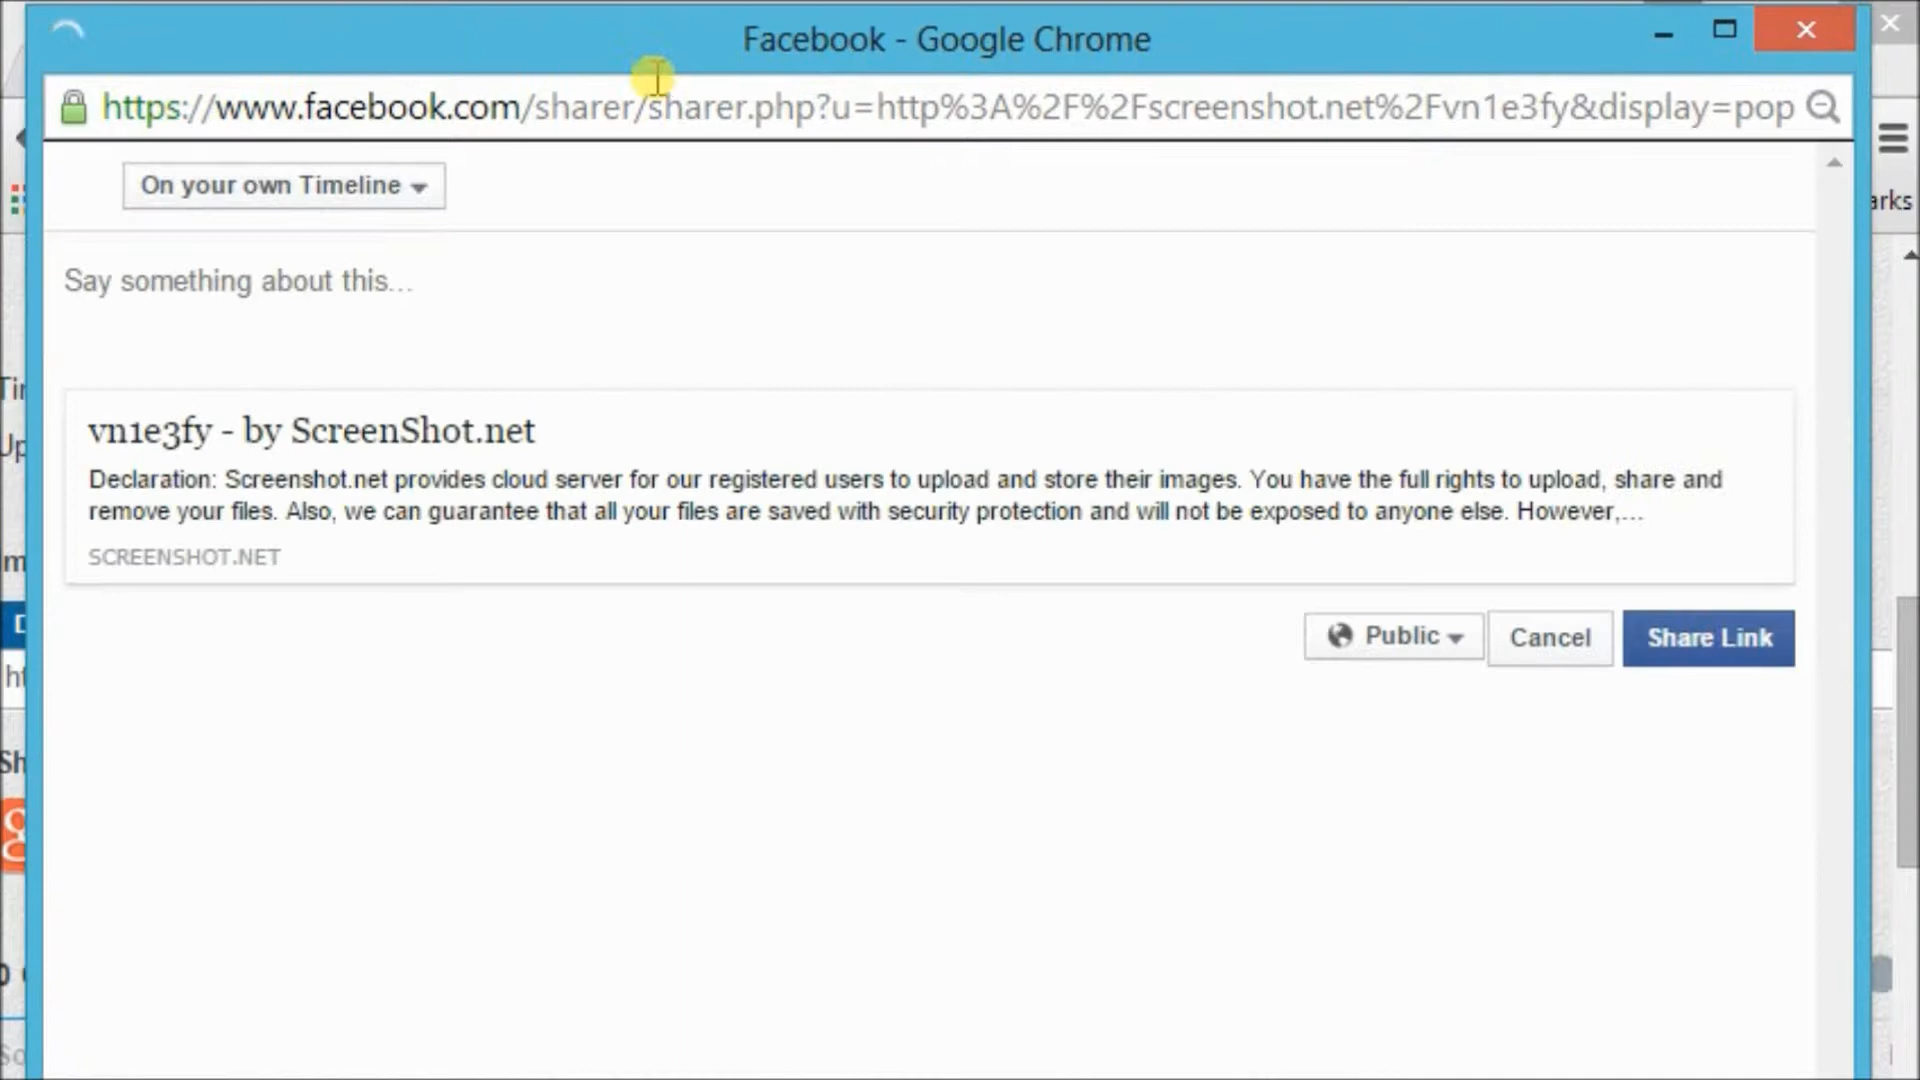 Facebook - Google Chrome
https://www.facebook.com/sharer/sharer.php?u=http%3A%2F%2Fscreenshot.net%2Fvn1e3fy&display=pop
On your own Timeline
arks
Say something about this...
Up
vn1e3fy - by ScreenShot.net
Declaration: Screenshot.net provides cloud server for our registered users to upload and store their images. You have the full rights to upload, share and
remove your files. Also, we can guarantee that all your files are saved with security protection and will not be exposed to anyone else. However,...
SCREENSHOT.NET
Public
Cancel
Share Link
ht
Sh
So